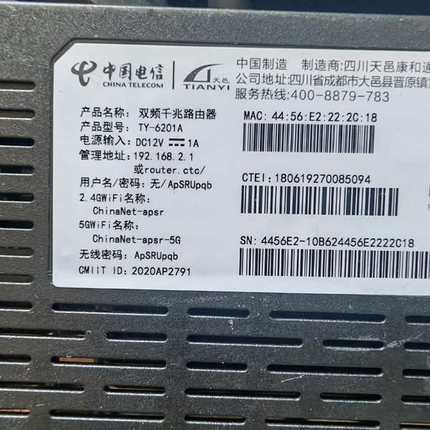 中国电信
CHINA TELECOM
天邑
TIANYI
中国制造 制造商:四川天邑康和通
公司地址:四川省成都市大邑县晋原镇
服务热线:400-8879-783
产品名称: 双频千兆路由器
产品型号: TY-6201A
电源输入: DC12V 1A
管理地址: 192.168.2.1
或router.ctc/
用户名/密码: 无/ApSRUpqb
2.4GWiFi名称:
ChinaNet-apsr
5GWiFi名称:
ChinaNet-apsr-5G
无线密码: ApSRUpqb
CMIIT ID: 2020AP2791
MAC: 44:56:E2:22:2C:18
CTEI:180619270085094
SN: 4456E2-10B624456E2222C18